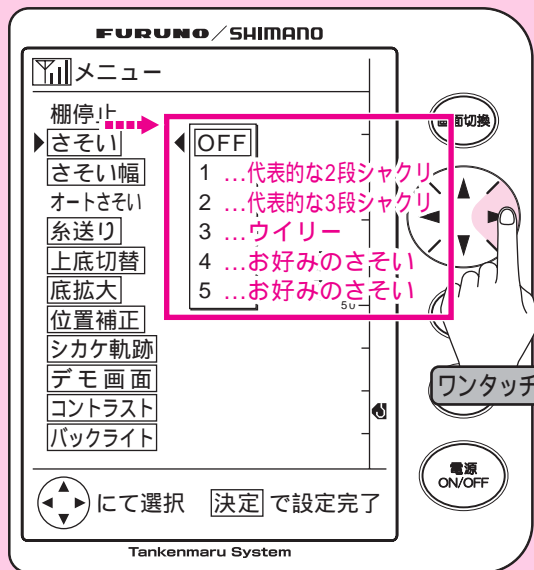 FURUNO／SHIMANO
メニュー
棚停止
さそい
さそい幅
オートさそい
糸送り
上底切替
底拡大
位置補正
シカケ軌跡
デモ画面
コントラスト
バックライト
OFF
1 …代表的な2段シャクリ
2 …代表的な3段シャクリ
3 …ウイリー
4 …お好みのさそい
5 …お好みのさそい
50
にて選択 決定 で設定完了
Tankenmaru System
画面切換
ワンタッチ
電源
ON/OFF